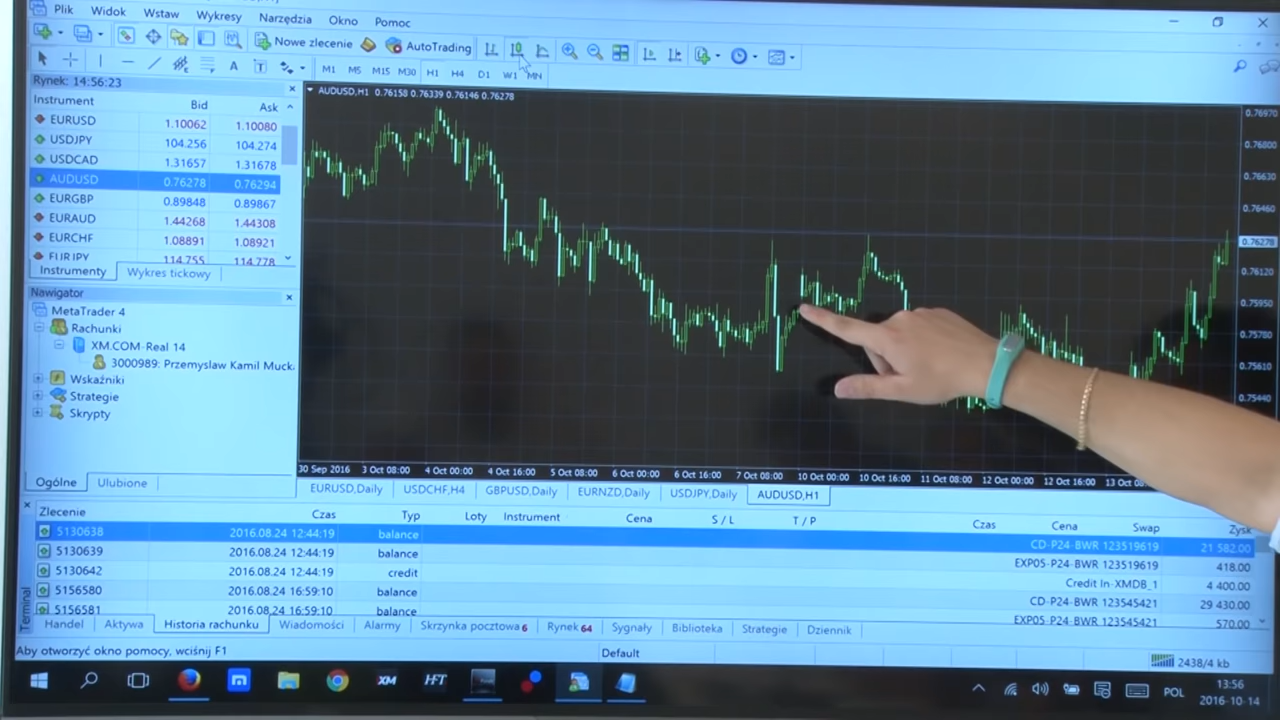 Plik Widok Wstaw Wykresy Narzędzia Okno Pomoc
Nowe zlecenie AutoTrading
A T M1 M5 M15 M30 H1 H4 D1 W1 MN
Rynek: 14:56:23
Instrument Bid Ask
EURUSD 1.10062 1.10080
USDJPY 104.256 104.274
USDCAD 1.31657 1.31678
AUDUSD 0.76278 0.76294
EURGBP 0.89848 0.89867
EURAUD 1.44268 1.44308
EURCHF 1.08891 1.08921
EURJPY 114.755 114.778
Instrumenty Wykres tickowy
Nawigator
MetaTrader 4
Rachunki
XM.COM-Real 14
3000989: Przemyslaw Kamil Muck
Wskaźniki
Strategie
Skrypty
Ogólne Ulubione
AUDUSD,H1 0.76158 0.76339 0.76146 0.76278
0.76970
0.76800
0.76630
0.76460
0.76278
0.76120
0.75950
0.75780
0.75610
0.75440
30 Sep 2016 3 Oct 08:00 4 Oct 00:00 4 Oct 16:00 5 Oct 08:00 6 Oct 00:00 6 Oct 16:00 7 Oct 08:00 10 Oct 00:00 10 Oct 16:00 11 Oct 08:00 12 Oct 00:00 12 Oct 16:00 13 Oct
EURUSD,Daily USDCHF,H4 GBPUSD,Daily EURNZD,Daily USDJPY,Daily AUDUSD,H1
Zlecenie Czas Typ Loty Instrument Cena S / L T / P Czas Cena Swap Zysk
5130638 2016.08.24 12:44:19 balance CD-P24-BWR 123519619 21 582.00
5130639 2016.08.24 12:44:19 balance EXP05-P24-BWR 123519619 418.00
5130642 2016.08.24 12:44:19 credit Credit In-XMDB_1 4 400.00
5156580 2016.08.24 16:59:10 balance CD-P24-BWR 123545421 29 430.00
5156581 2016.08.24 16:59:10 balance EXP05-P24-BWR 123545421 570.00
Terminal
Handel Aktywa Historia rachunku Wiadomości Alarmy Skrzynka pocztowa 6 Rynek 64 Sygnały Biblioteka Strategie Dziennik
Aby otworzyć okno pomocy, wciśnij F1 Default 2438/4 kb
XM HFT POL 13:56
2016-10-14